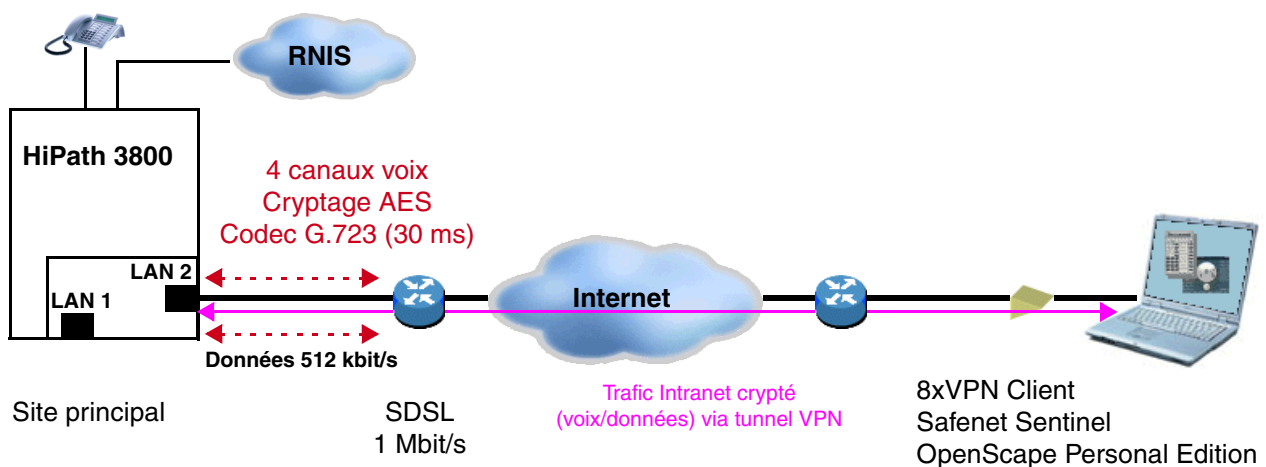 RNIS
HiPath 3800
4 canaux voix
Cryptage AES
Codec G.723 (30 ms)
LAN 2
LAN 1
Internet
Données 512 kbit/s
Site principal
SDSL
1 Mbit/s
Trafic Intranet crypté
(voix/données) via tunnel VPN
8xVPN Client
Safenet Sentinel
OpenScape Personal Edition